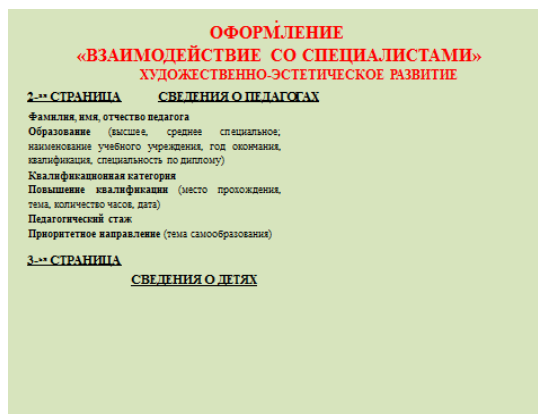 ОФОРМЛЕНИЕ
«ВЗАИМОДЕЙСТВИЕ СО СПЕЦИАЛИСТАМИ»
ХУДОЖЕСТВЕННО-ЭСТЕТИЧЕСКОЕ РАЗВИТИЕ
2-ая СТРАНИЦА СВЕДЕНИЯ О ПЕДАГОГАХ
Фамилия, имя, отчество педагога
Образование (высшее, среднее специальное;
наименование учебного учреждения, год окончания,
квалификация, специальность по диплому)
Квалификационная категория
Повышение квалификации (место прохождения,
тема, количество часов, дата)
Педагогический стаж
Приоритетное направление (тема самообразования)
3-ая СТРАНИЦА
СВЕДЕНИЯ О ДЕТЯХ